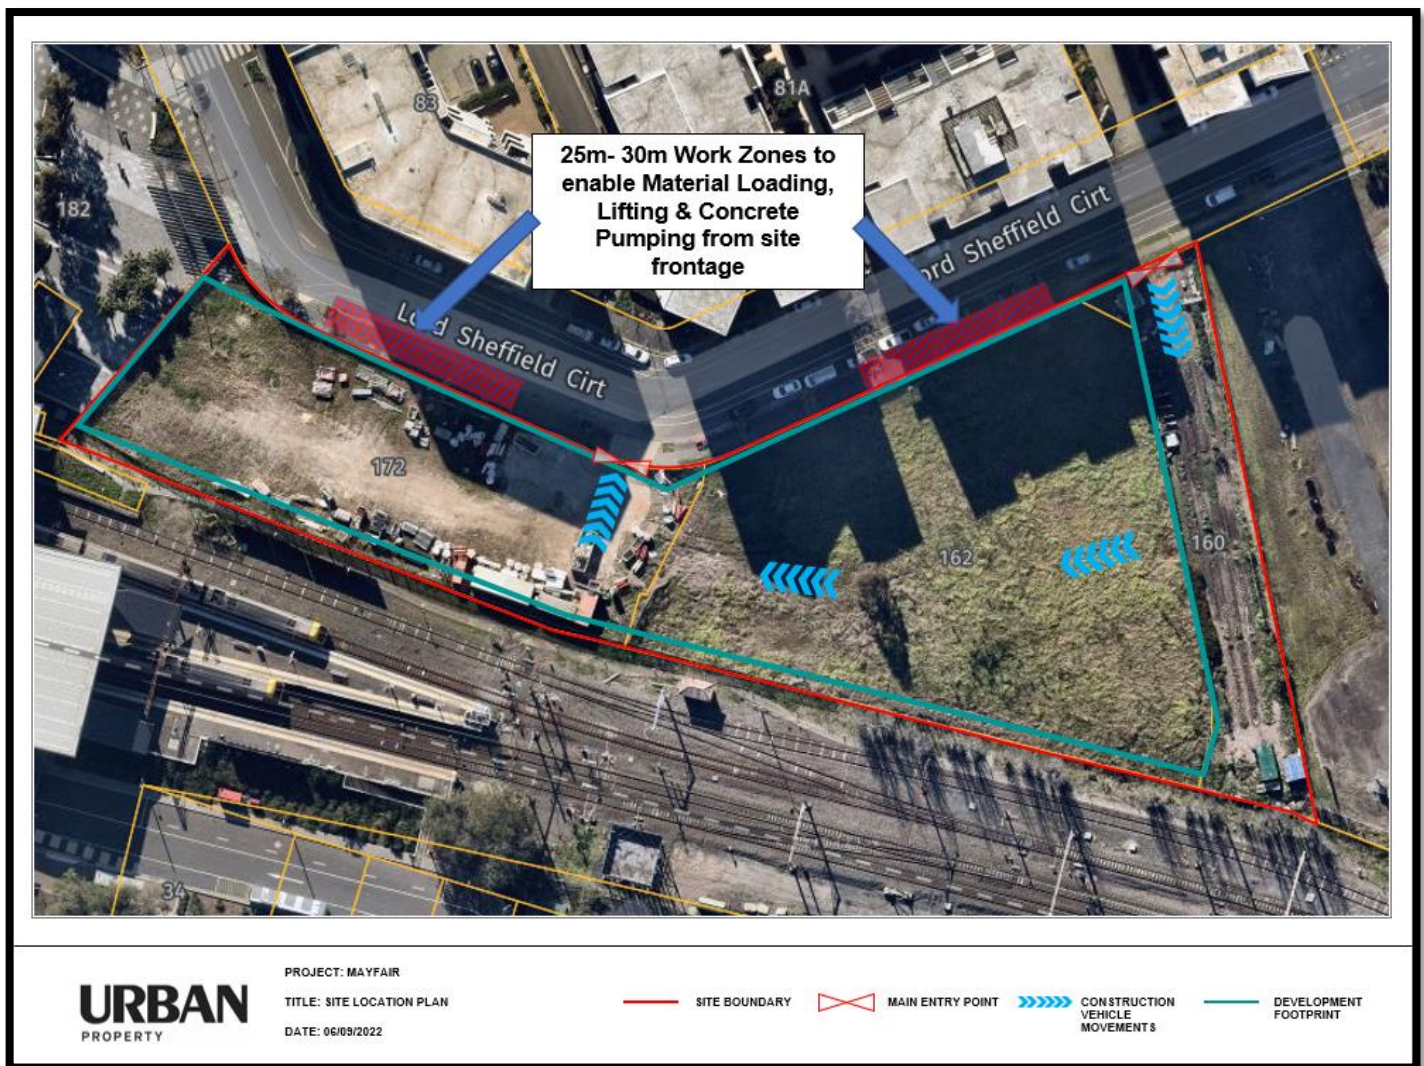 83
81A
182
25m- 30m Work Zones to
enable Material Loading,
Lifting & Concrete
Pumping from site
frontage
ord Sheffield Cirt
Lord Sheffield Cirt
172
162
160
34
URBAN
PROPERTY
PROJECT: MAYFAIR
TITLE: SITE LOCATION PLAN
DATE: 06/09/2022
SITE BOUNDARY
MAIN ENTRY POINT
CONSTRUCTION
VEHICLE
MOVEMENTS
DEVELOPMENT
FOOTPRINT